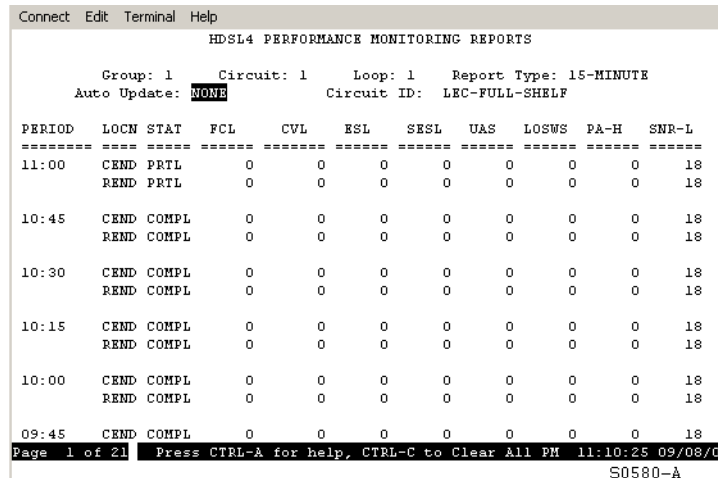 Connect Edit Terminal Help
HDSL4 PERFORMANCE MONITORING REPORTS
Group: 1 Circuit: 1 Loop: 1 Report Type: 15-MINUTE
Auto Update: NONE Circuit ID: LEC-FULL-SHELF
PERIOD LOCN STAT FCL CVL ESL SESL UAS LOSWS PA-H SNR-L
========= ==== ===== ====== ======= ====== ====== ====== ====== ====== =======
11:00 CEND PRTL 0 0 0 0 0 0 0 18
REND PRTL 0 0 0 0 0 0 0 18
10:45 CEND COMPL 0 0 0 0 0 0 0 18
REND COMPL 0 0 0 0 0 0 0 18
10:30 CEND COMPL 0 0 0 0 0 0 0 18
REND COMPL 0 0 0 0 0 0 0 18
10:15 CEND COMPL 0 0 0 0 0 0 0 18
REND COMPL 0 0 0 0 0 0 0 18
10:00 CEND COMPL 0 0 0 0 0 0 0 18
REND COMPL 0 0 0 0 0 0 0 18
09:45 CEND COMPL 0 0 0 0 0 0 0 18
Page 1 of 21 Press CTRL-A for help, CTRL-C to Clear All PM 11:10:25 09/08/0
S0580-A